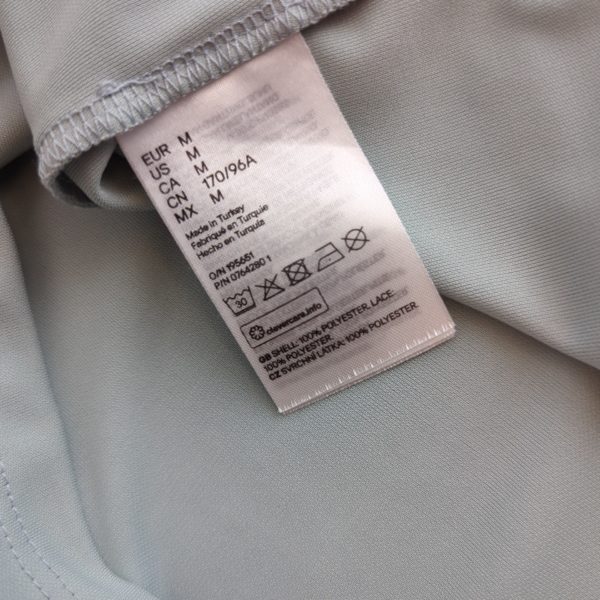 EUR M
US M
CA M
CN 170/96A
MX M
Made in Turkey
Fabriqué en Turquie
Hecho en Turquía
O/N 195651
P/N 0764280 1
30
clevercare.info
GB SHELL: 100% POLYESTER, LACE:
100% POLYESTER.
CZ SVRCHNÍ LÁTKA: 100% POLYESTER,